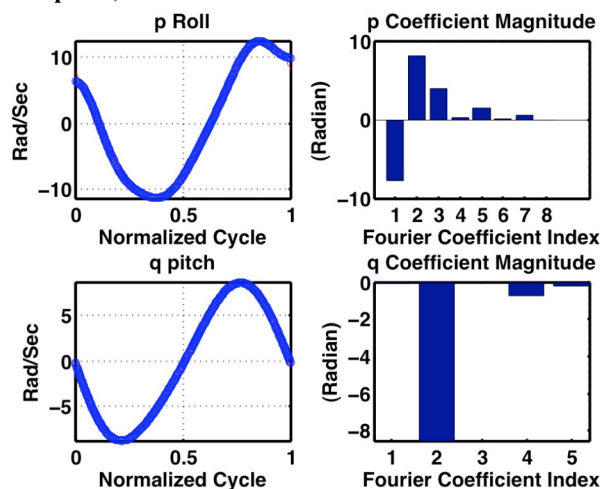 p Roll
10
0
−10
Rad/Sec
0
0.5
1
Normalized Cycle
p Coefficient Magnitude
10
0
−10
(Radian)
1 2 3 4 5 6 7 8
Fourier Coefficient Index
q pitch
5
0
−5
Rad/Sec
0
0.5
1
Normalized Cycle
q Coefficient Magnitude
0
−2
−4
−6
−8
(Radian)
1 2 3 4 5
Fourier Coefficient Index